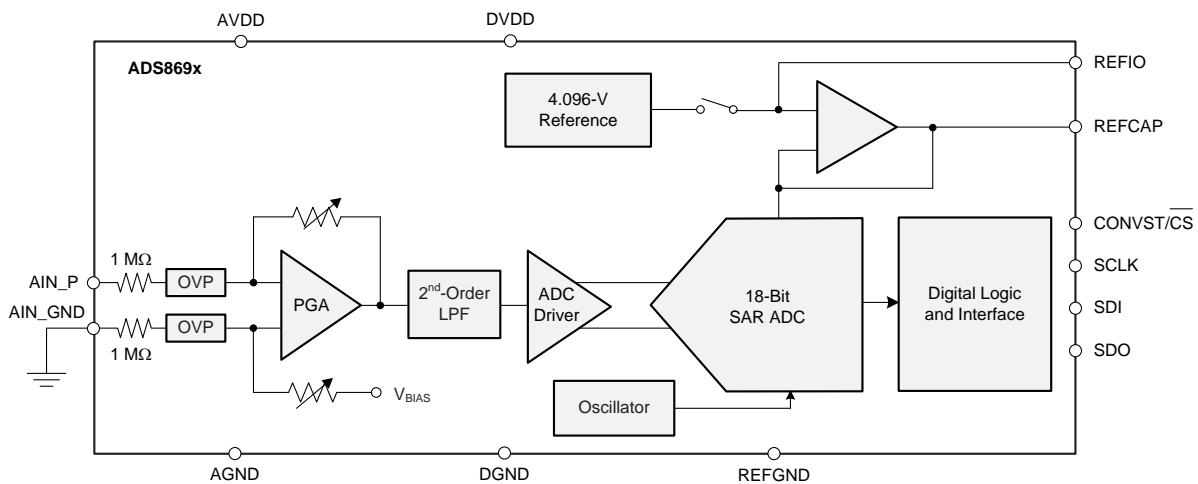 AVDD
DVDD
ADS869x
REFIO
4.096-V
Reference
REFCAP
CONVST/CS
1 MΩ
AIN_P
OVP
PGA
2nd-Order
LPF
ADC
Driver
18-Bit
SAR ADC
Digital Logic
and Interface
SCLK
SDI
SDO
AIN_GND
OVP
1 MΩ
VBIAS
Oscillator
AGND
DGND
REFGND